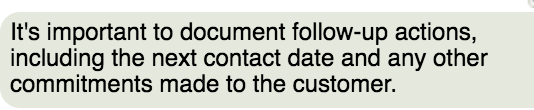 It's important to document follow-up actions,
including the next contact date and any other
commitments made to the customer.